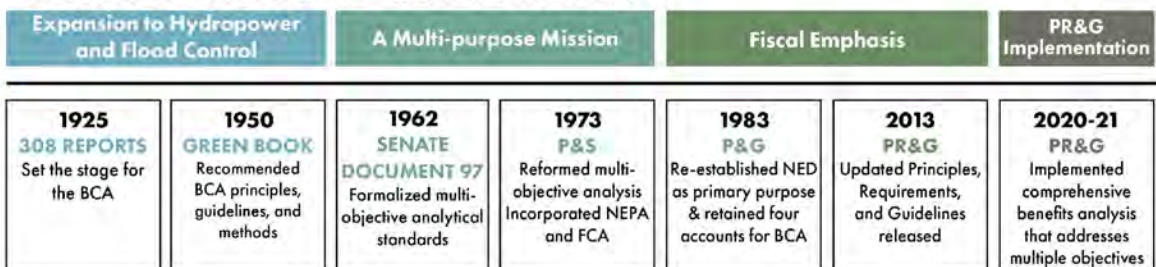 Expansion to Hydropower
and Flood Control
A Multi-purpose Mission
Fiscal Emphasis
PR&G
Implementation
1925
308 REPORTS
Set the stage for
the BCA
1950
GREEN BOOK
Recommended
BCA principles,
guidelines, and
methods
1962
SENATE
DOCUMENT 97
Formalized multi-
objective analytical
standards
1973
P&S
Reformed multi-
objective analysis
Incorporated NEPA
and FCA
1983
P&G
Re-established NED
as primary purpose
& retained four
accounts for BCA
2013
PR&G
Updated Principles,
Requirements,
and Guidelines
released
2020-21
PR&G
Implemented
comprehensive
benefits analysis
that addresses
multiple objectives